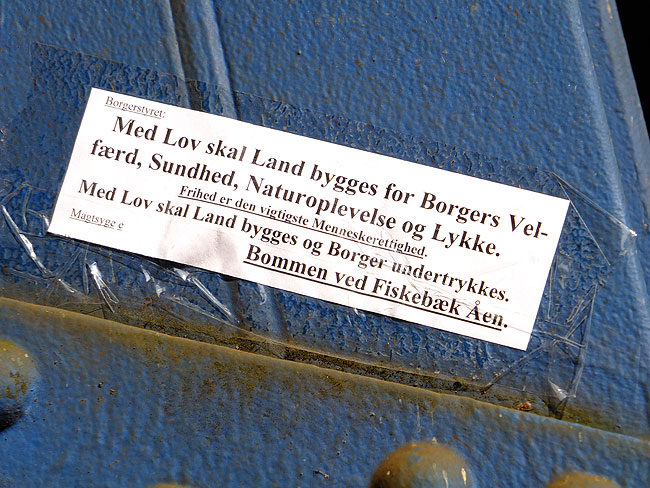 Borgerstyret:
Med Lov skal Land bygges for Borgers Vel-
færd, Sundhed, Naturoplevelse og Lykke.
Frihed er den vigtigste Menneskerettighed.
Med Lov skal Land bygges og Borger undertrykkes.
Magtsyge
Bommen ved Fiskebæk Åen.